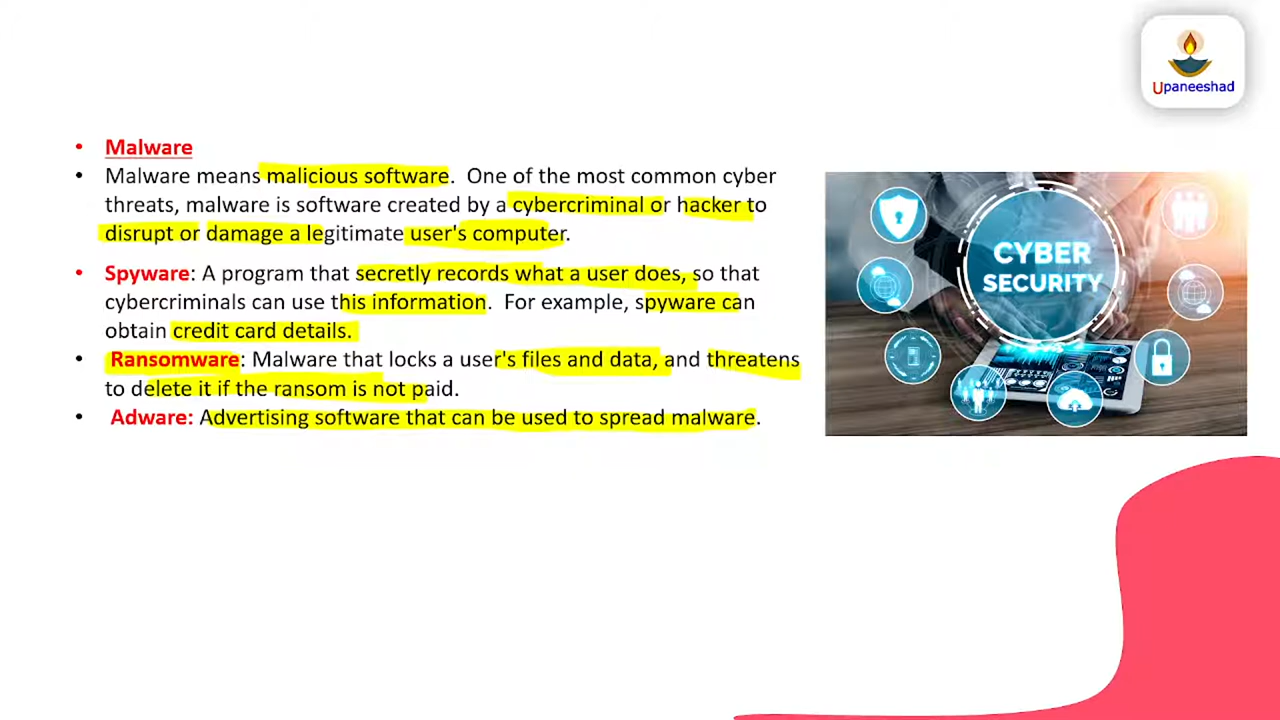 Upaneeshad
• Malware
• Malware means malicious software. One of the most common cyber
threats, malware is software created by a cybercriminal or hacker to
disrupt or damage a legitimate user's computer.
• Spyware: A program that secretly records what a user does, so that
cybercriminals can use this information. For example, spyware can
obtain credit card details.
• Ransomware: Malware that locks a user's files and data, and threatens
to delete it if the ransom is not paid.
• Adware: Advertising software that can be used to spread malware.
CYBER
SECURITY